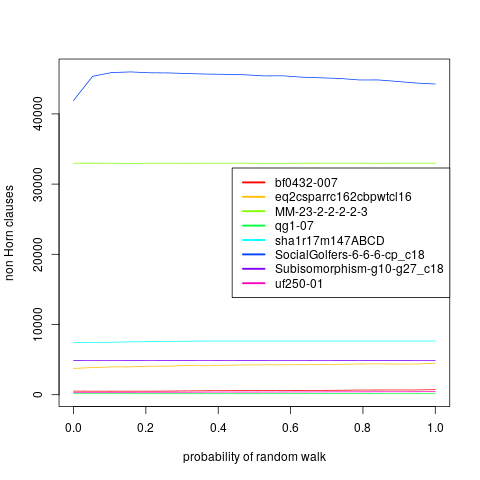 non Horn clauses
40000
30000
20000
10000
0
bf0432-007
eq2csparrc162cbpwtcl16
MM-23-2-2-2-2-3
qg1-07
sha1r17m147ABCD
SocialGolfers-6-6-6-cp_c18
Subisomorphism-g10-g27_c18
uf250-01
0.0 0.2 0.4 0.6 0.8 1.0
probability of random walk